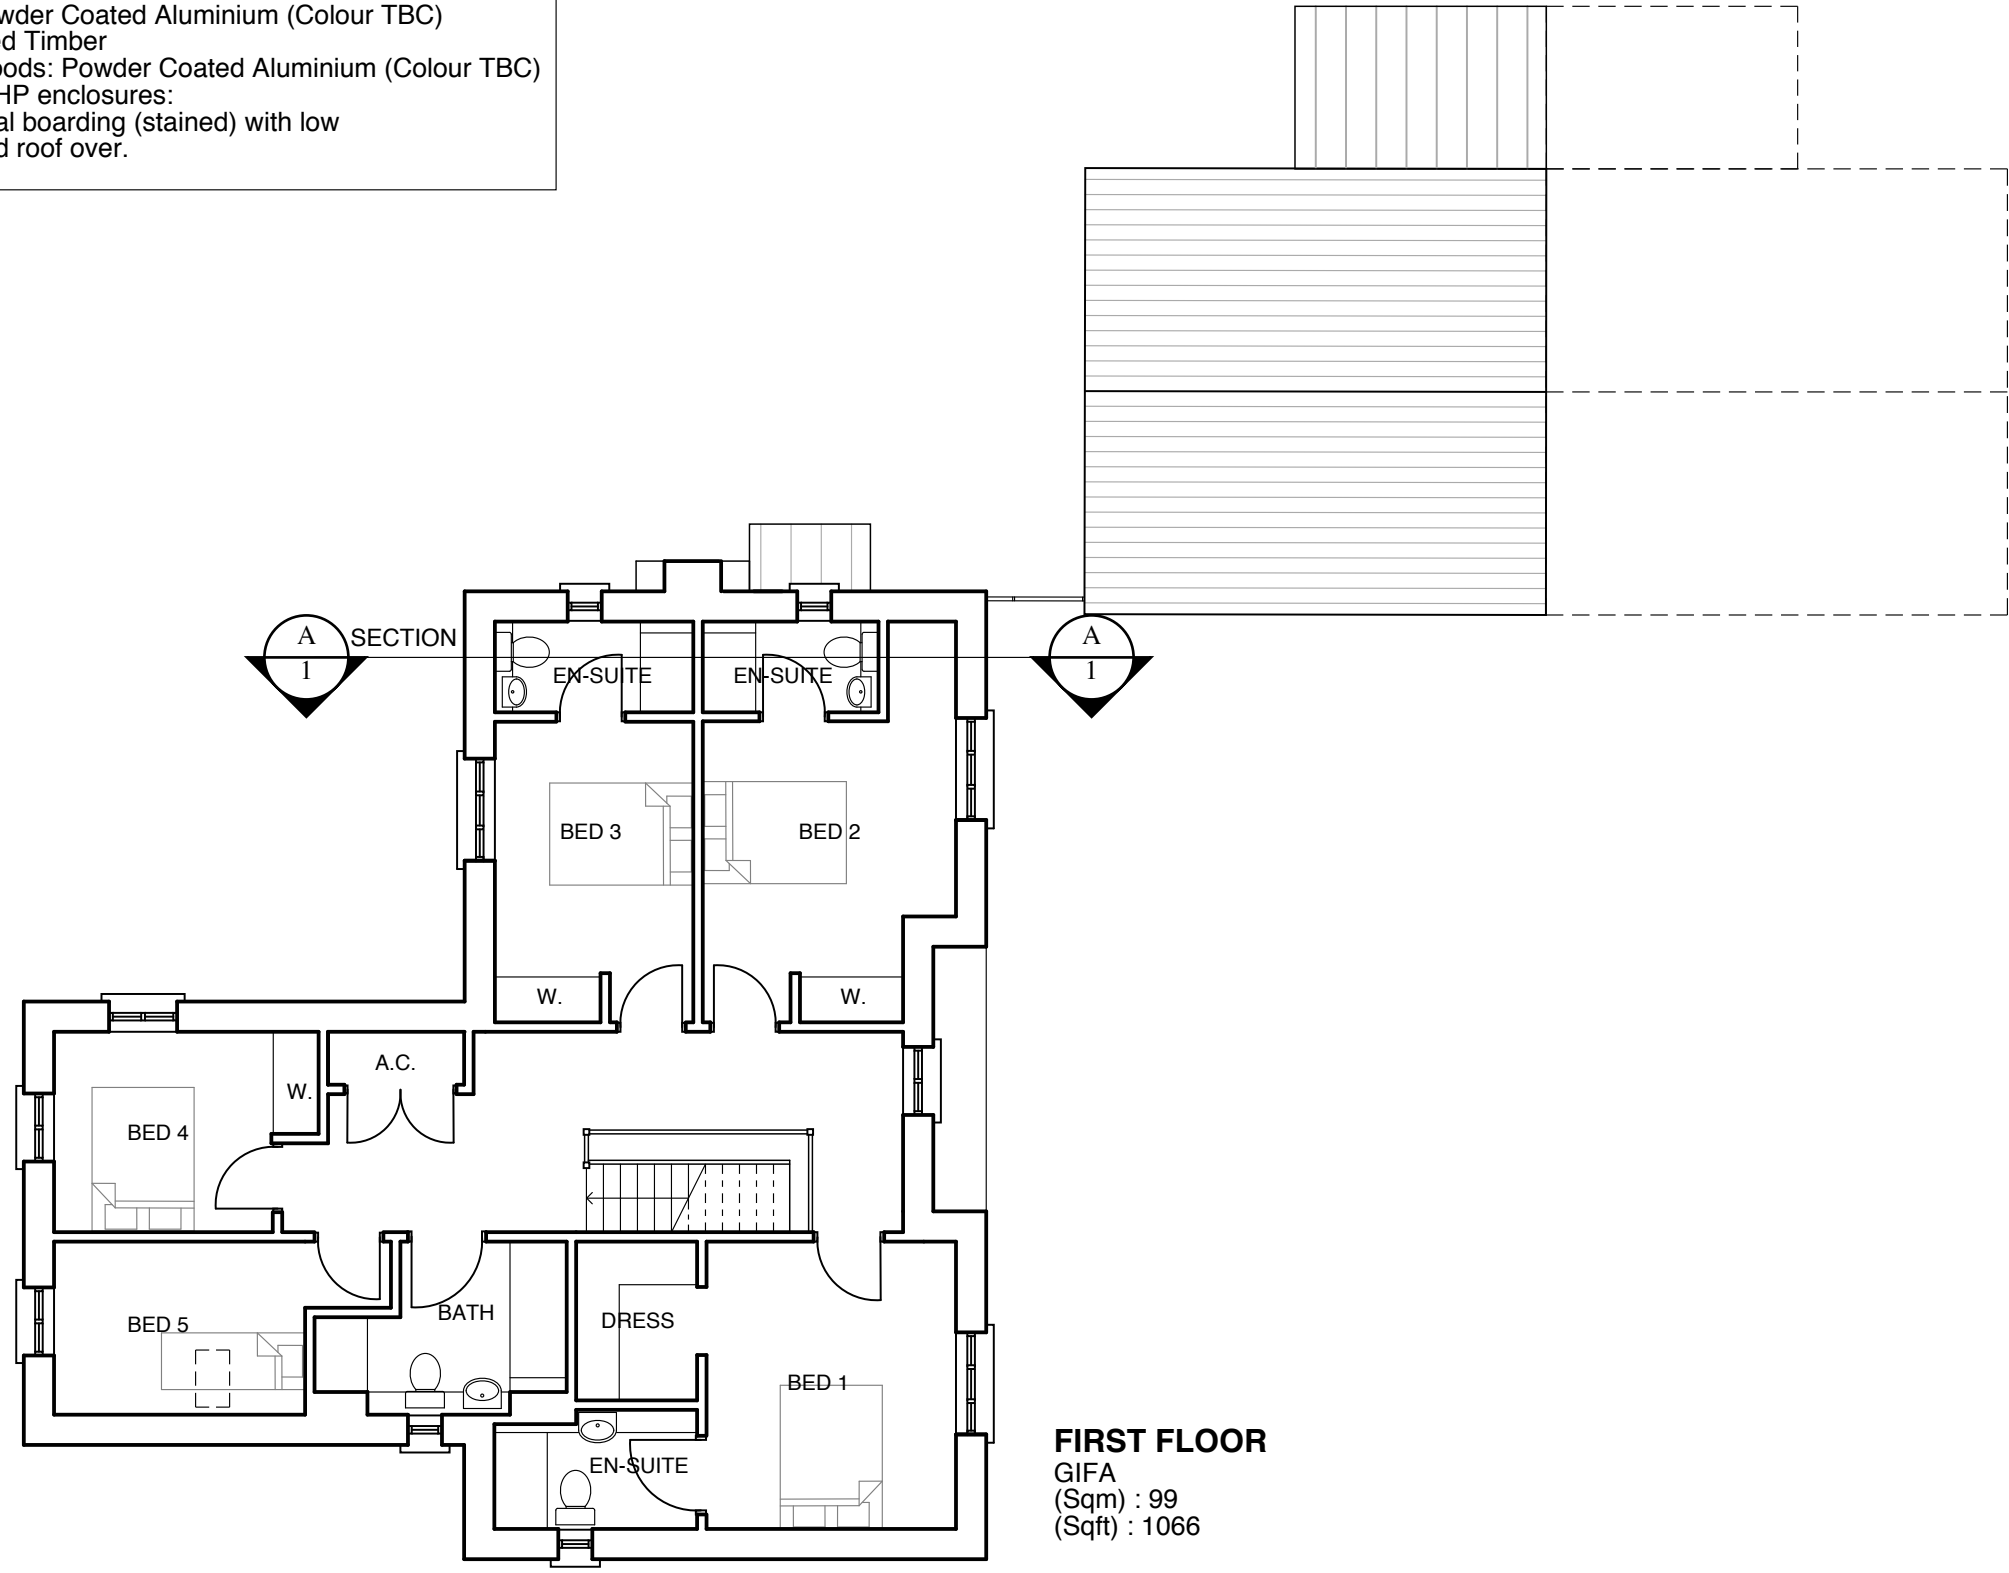 wder Coated Aluminium (Colour TBC)
d Timber
oods: Powder Coated Aluminium (Colour TBC)
HP enclosures:
al boarding (stained) with low
d roof over.
A
1
SECTION
A
1
EN-SUITE
EN-SUITE
BED 3
BED 2
W.
W.
A.C.
W.
BED 4
BATH
DRESS
BED 5
BED 1
EN-SUITE
FIRST FLOOR
GIFA
(Sqm) : 99
(Sqft) : 1066